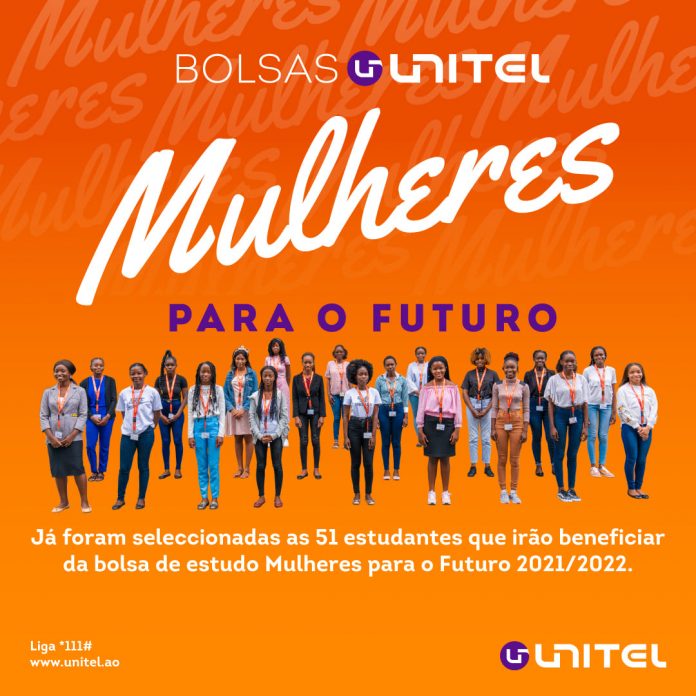 BOLSAS UNITEL
Mulheres
PARA O FUTURO
Já foram seleccionadas as 51 estudantes que irão beneficiar
da bolsa de estudo Mulheres para o Futuro 2021/2022.
Liga *111#
www.unitel.ao
UNITEL